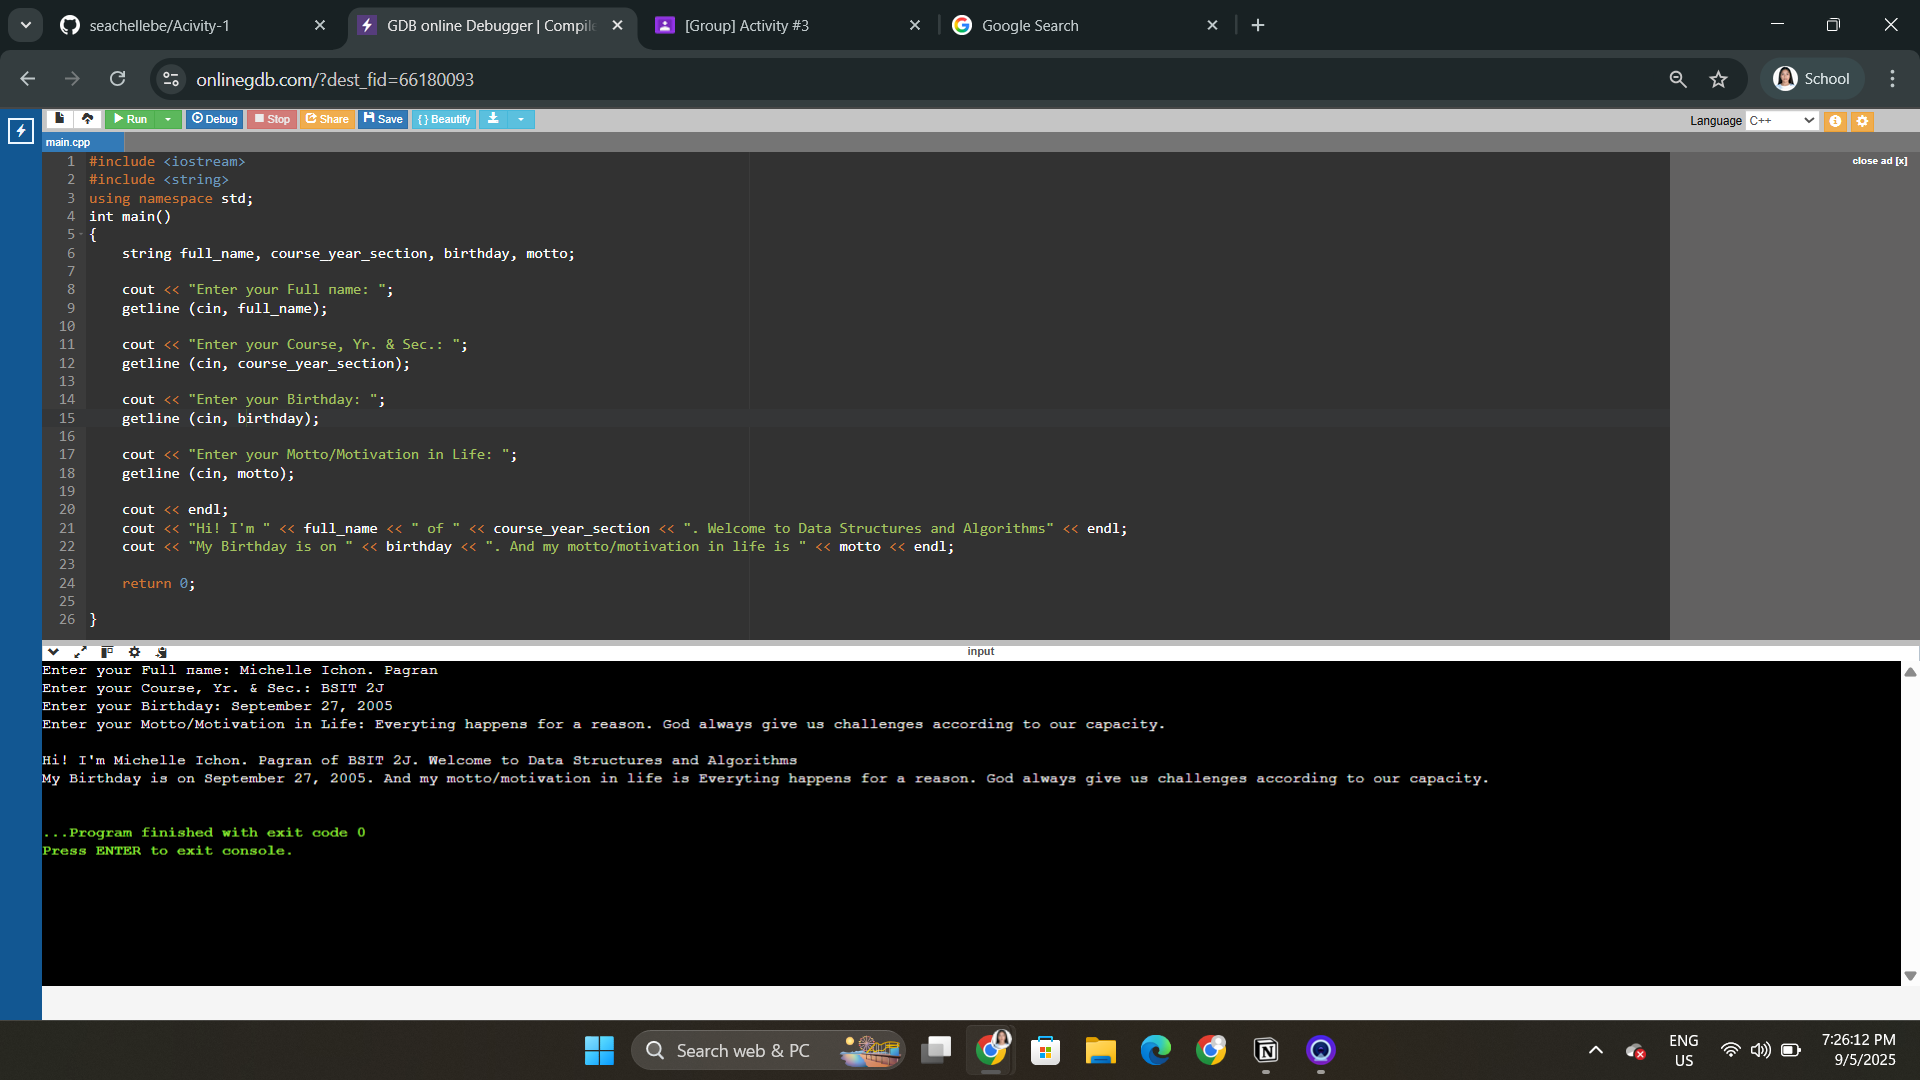 seachellebe/Acivity-1
GDB online Debugger | Compile
[Group] Activity #3
Google Search
onlinegdb.com/?dest_fid=66180093
School
Run
Debug
Stop
Share
Save
{ } Beautify
Language C++
main.cpp
close ad [x]
1 #include <iostream>
2 #include <string>
3 using namespace std;
4 int main()
5 {
6 string full_name, course_year_section, birthday, motto;
7
8 cout << "Enter your Full name: ";
9 getline (cin, full_name);
10
11 cout << "Enter your Course, Yr. & Sec.: ";
12 getline (cin, course_year_section);
13
14 cout << "Enter your Birthday: ";
15 getline (cin, birthday);
16
17 cout << "Enter your Motto/Motivation in Life: ";
18 getline (cin, motto);
19
20 cout << endl;
21 cout << "Hi! I'm " << full_name << " of " << course_year_section << ". Welcome to Data Structures and Algorithms" << endl;
22 cout << "My Birthday is on " << birthday << ". And my motto/motivation in life is " << motto << endl;
23
24 return 0;
25
26 }
input
Enter your Full name: Michelle Ichon. Pagran
Enter your Course, Yr. & Sec.: BSIT 2J
Enter your Birthday: September 27, 2005
Enter your Motto/Motivation in Life: Everyting happens for a reason. God always give us challenges according to our capacity.
Hi! I'm Michelle Ichon. Pagran of BSIT 2J. Welcome to Data Structures and Algorithms
My Birthday is on September 27, 2005. And my motto/motivation in life is Everyting happens for a reason. God always give us challenges according to our capacity.
...Program finished with exit code 0
Press ENTER to exit console.
Search web & PC
ENG
US
7:26:12 PM
9/5/2025